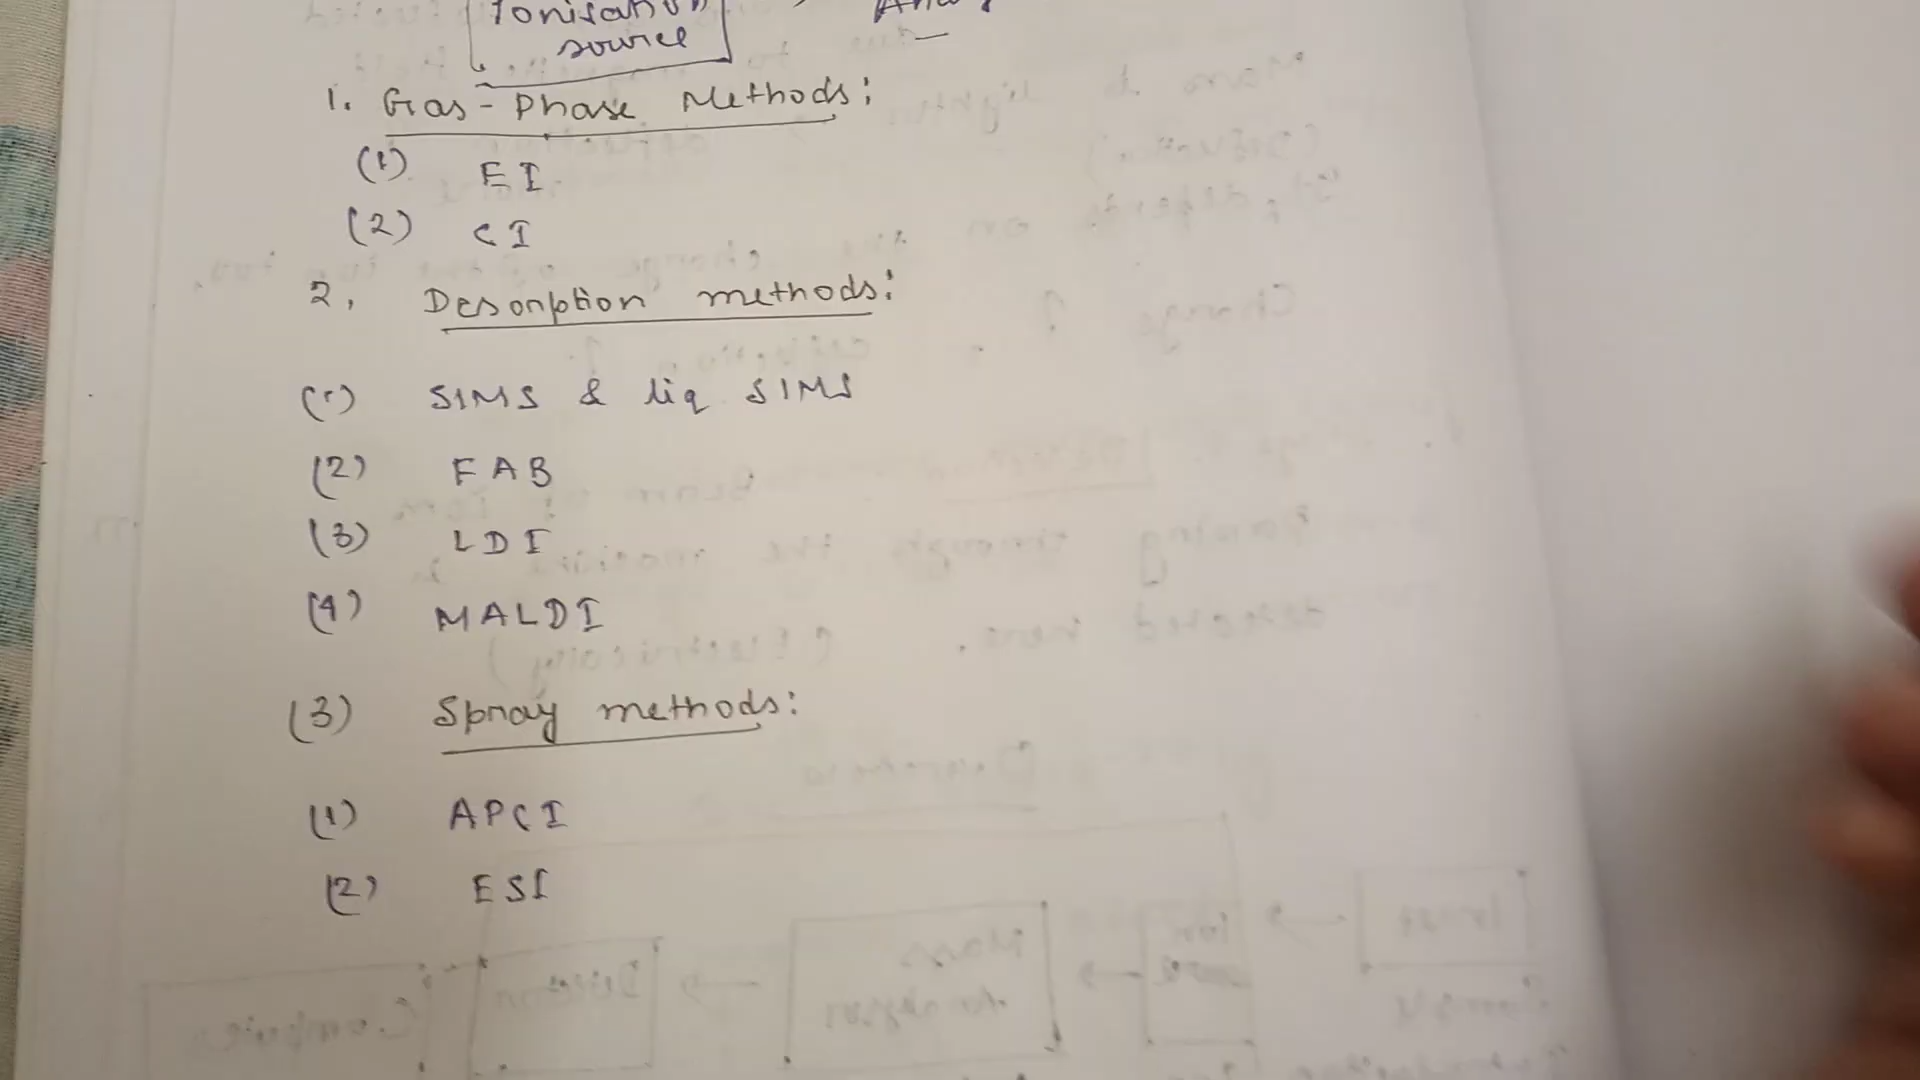 Ionisation
source
1. Gas-Phase Methods:
(1) EI
(2) CI
2. Desorption methods:
(1) SIMS & liq SIMS
(2) FAB
(3) LDI
(4) MALDI
(3) Spray methods:
(1) APCI
(2) ESI